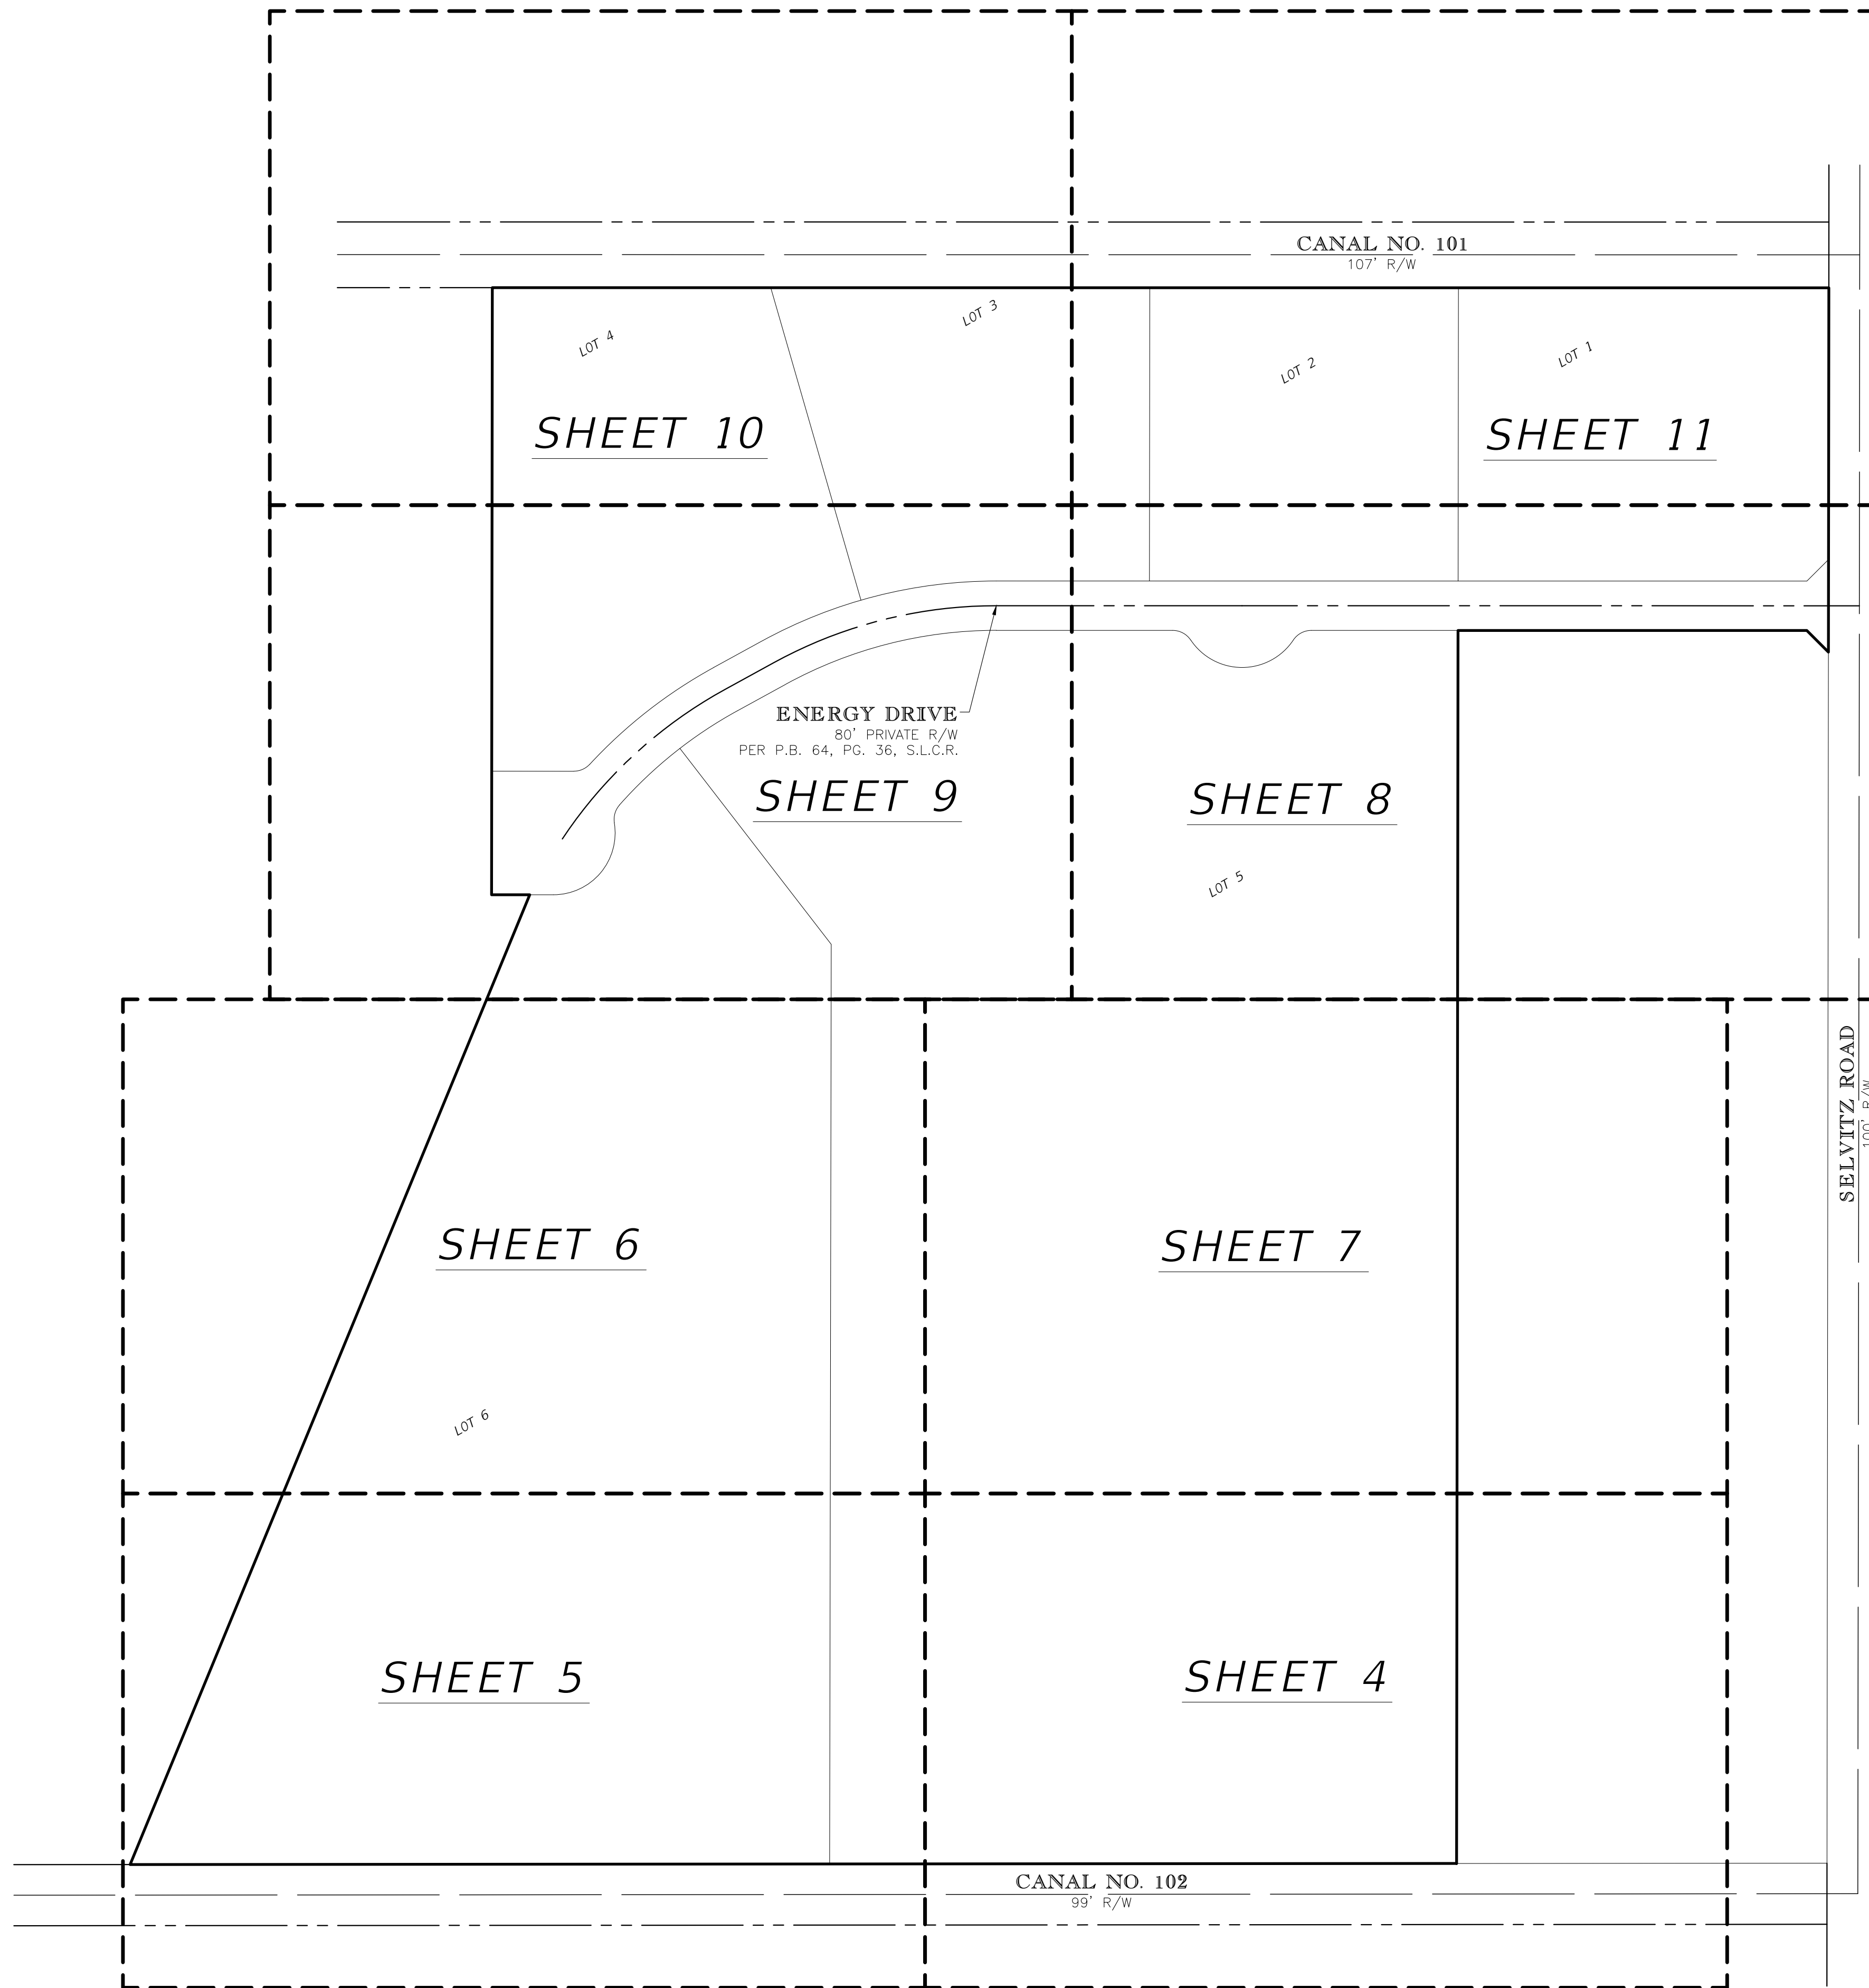 CANAL NO. 101
107' R/W
LOT 4
LOT 3
LOT 2
LOT 1
SHEET 10
SHEET 11
ENERGY DRIVE
80' PRIVATE R/W
PER P.B. 64, PG. 36, S.L.C.R.
SHEET 9
SHEET 8
LOT 5
SELVITZ ROAD
100' R/W
SHEET 6
SHEET 7
LOT 6
SHEET 5
SHEET 4
CANAL NO. 102
99' R/W